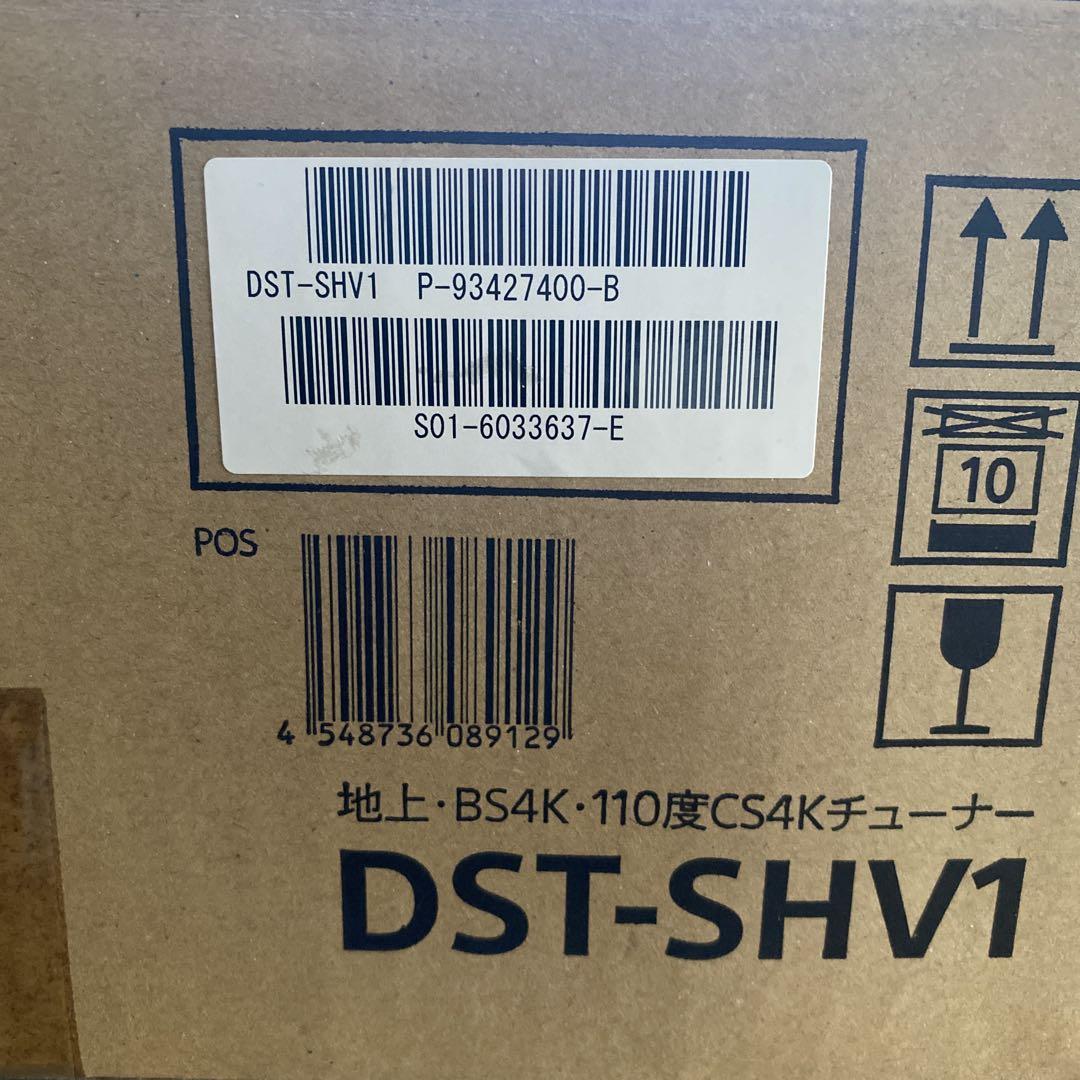 DST-SHV1 P-93427400-B
S01-6033637-E
10
POS
4 548736 089129
地上・BS4K・110度CS4Kチューナー
DST-SHV1